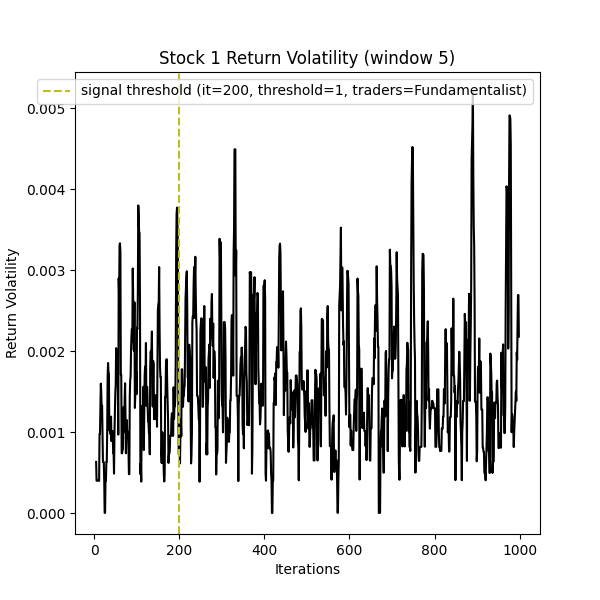 Stock 1 Return Volatility (window 5)
signal threshold (it=200, threshold=1, traders=Fundamentalist)
0.005
0.004
0.003
0.002
0.001
0.000
Return Volatility
0 200 400 600 800 1000
Iterations